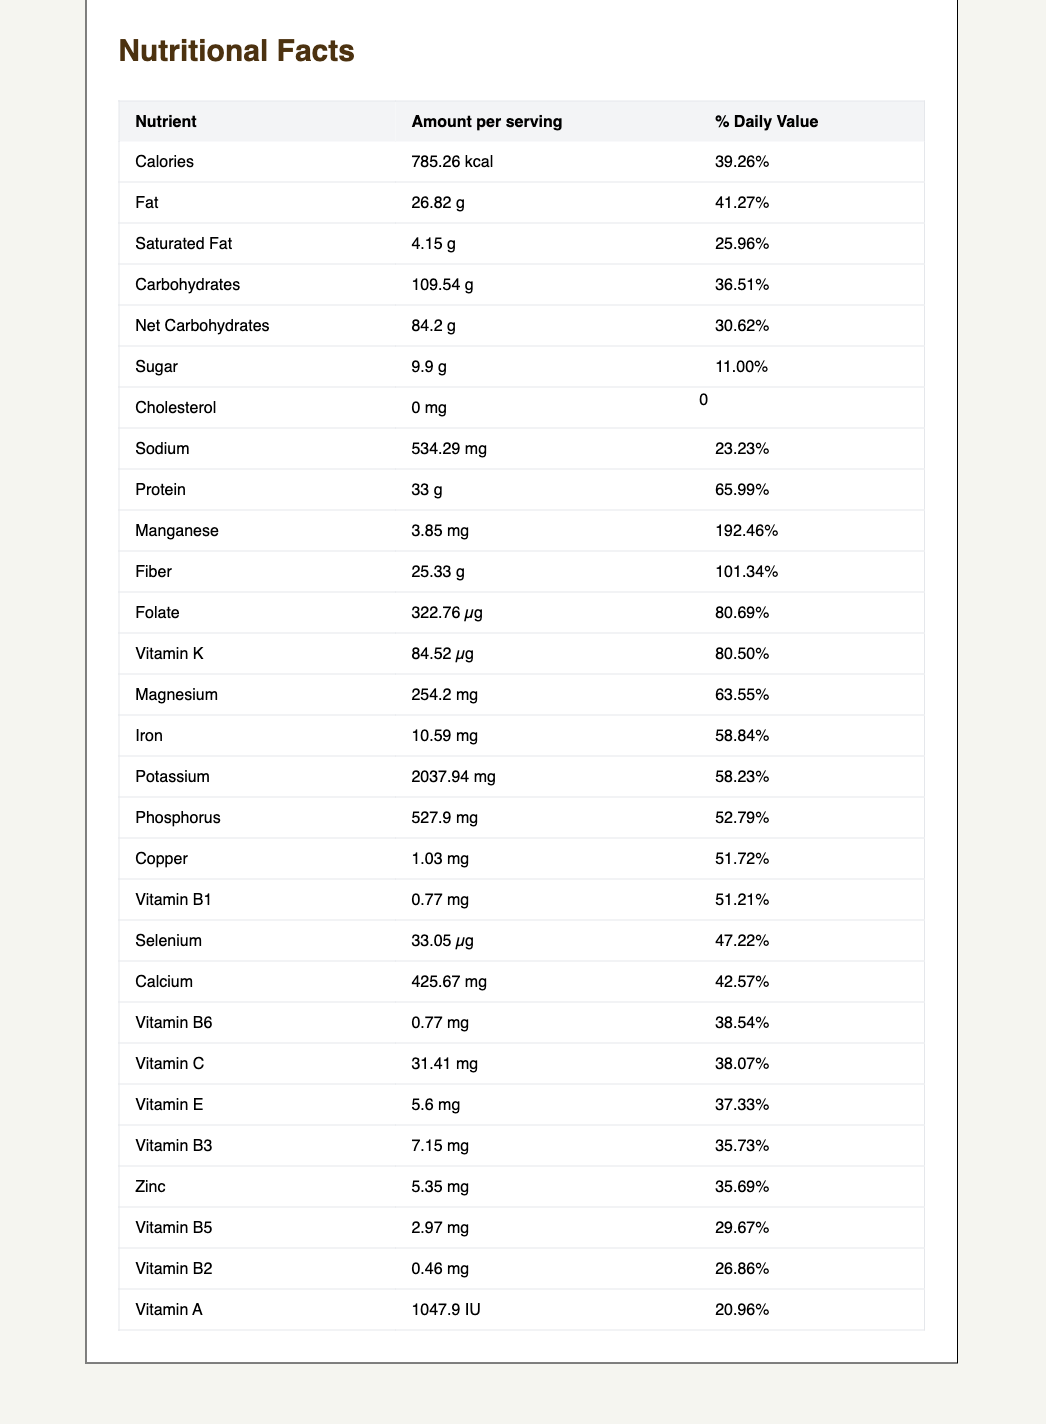 Nutritional Facts
Nutrient Amount per serving % Daily Value
Calories 785.26 kcal 39.26%
Fat 26.82 g 41.27%
Saturated Fat 4.15 g 25.96%
Carbohydrates 109.54 g 36.51%
Net Carbohydrates 84.2 g 30.62%
Sugar 9.9 g 11.00%
Cholesterol 0 mg 0
Sodium 534.29 mg 23.23%
Protein 33 g 65.99%
Manganese 3.85 mg 192.46%
Fiber 25.33 g 101.34%
Folate 322.76 µg 80.69%
Vitamin K 84.52 µg 80.50%
Magnesium 254.2 mg 63.55%
Iron 10.59 mg 58.84%
Potassium 2037.94 mg 58.23%
Phosphorus 527.9 mg 52.79%
Copper 1.03 mg 51.72%
Vitamin B1 0.77 mg 51.21%
Selenium 33.05 µg 47.22%
Calcium 425.67 mg 42.57%
Vitamin B6 0.77 mg 38.54%
Vitamin C 31.41 mg 38.07%
Vitamin E 5.6 mg 37.33%
Vitamin B3 7.15 mg 35.73%
Zinc 5.35 mg 35.69%
Vitamin B5 2.97 mg 29.67%
Vitamin B2 0.46 mg 26.86%
Vitamin A 1047.9 IU 20.96%